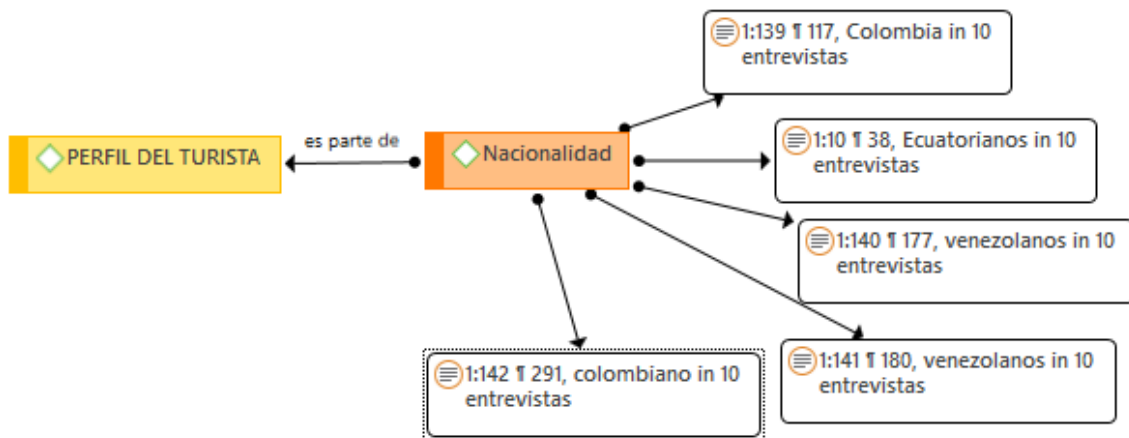 1:139 ¶ 117, Colombia in 10
entrevistas
es parte de
PERFIL DEL TURISTA
Nacionalidad
1:10 ¶ 38, Ecuatorianos in 10
entrevistas
1:140 ¶ 177, venezolanos in 10
entrevistas
1:141 ¶ 180, venezolanos in 10
entrevistas
1:142 ¶ 291, colombiano in 10
entrevistas